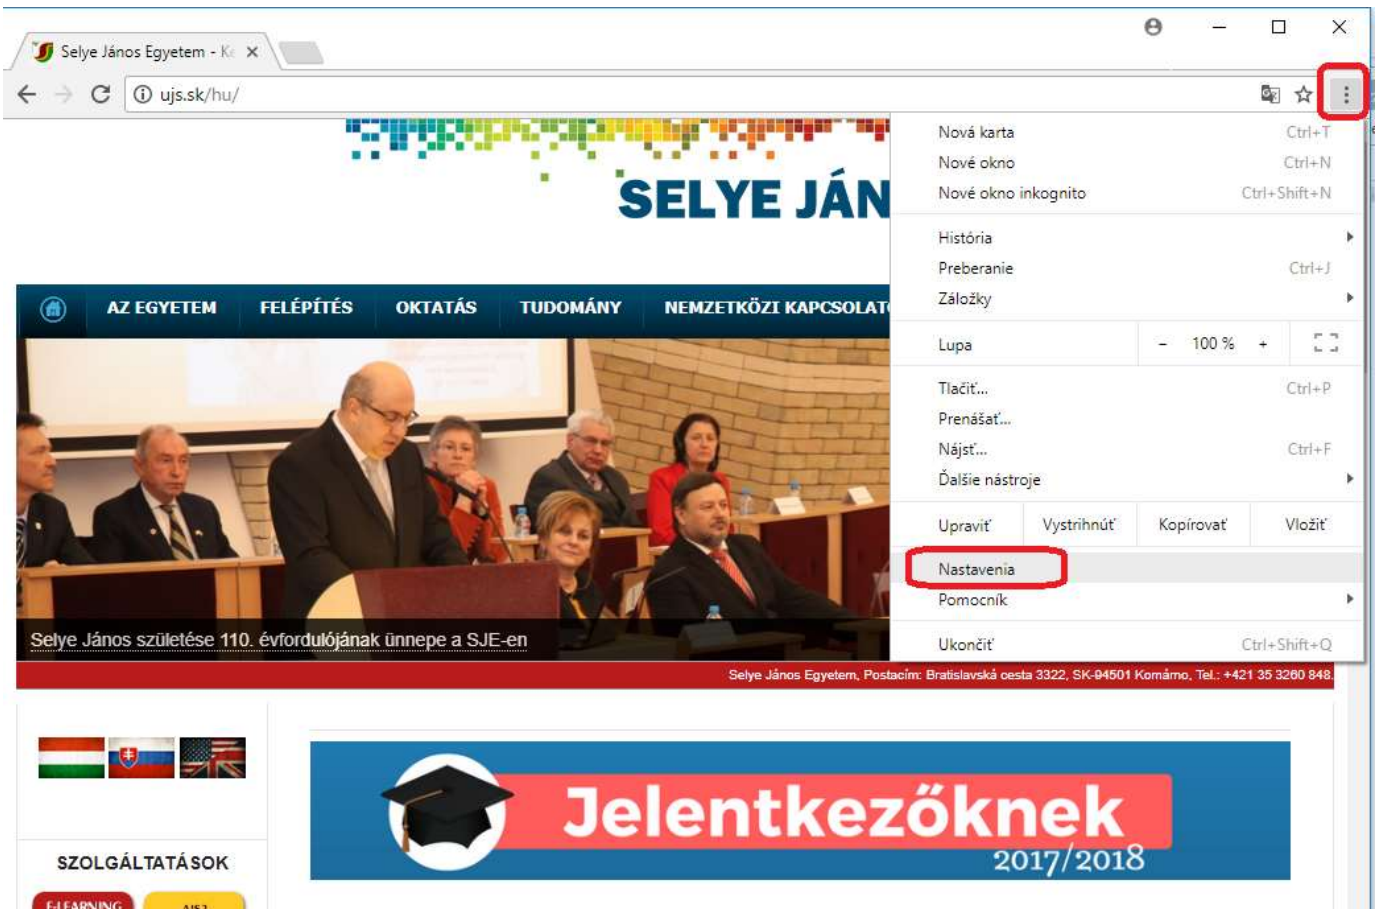 Selye János Egyetem - Ke
ujs.sk/hu/
Nová karta Ctrl+T
Nové okno Ctrl+N
Nové okno inkognito Ctrl+Shift+N
História
Preberanie Ctrl+J
Záložky
Lupa - 100 % +
Tlačiť... Ctrl+P
Prenášať...
Nájsť... Ctrl+F
Ďalšie nástroje
Upraviť Vystrihnúť Kopírovať Vložiť
Nastavenia
Pomocník
Ukončiť Ctrl+Shift+Q
SELYE JÁN
AZ EGYETEM FELÉPÍTÉS OKTATÁS TUDOMÁNY NEMZETKÖZI KAPCSOLATO
Selye János születése 110. évfordulójának ünnepe a SJE-en
Selye János Egyetem, Postacím: Bratislavská cesta 3322, SK-94501 Komárno, Tel.: +421 35 3260 848.
Jelentkezőknek
2017/2018
SZOLGÁLTATÁSOK
E-LEARNING